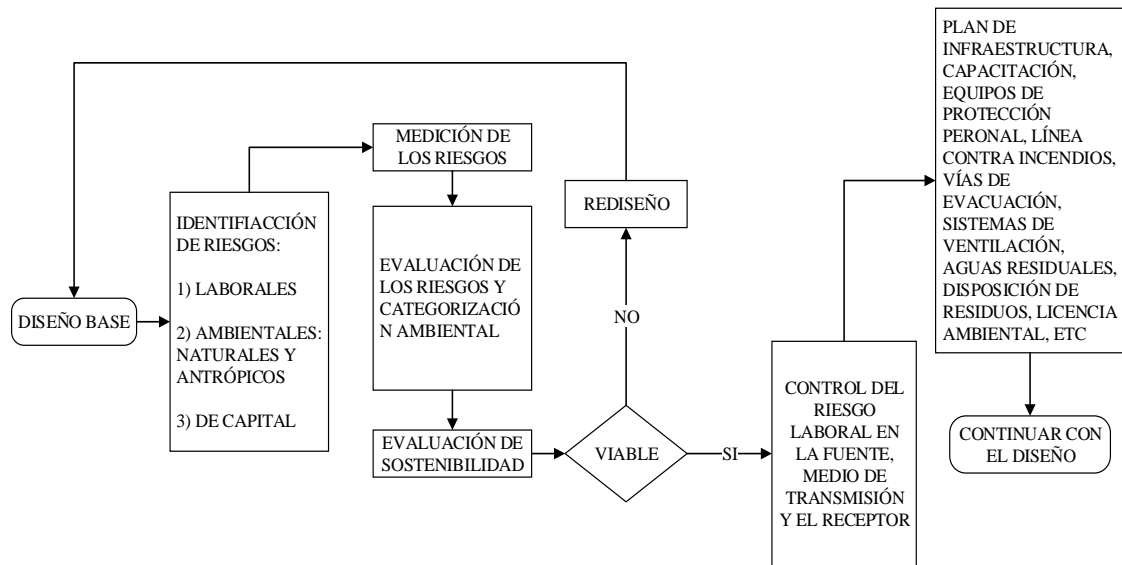 DISEÑO BASE
IDENTIFIACCIÓN
DE RIESGOS:
1) LABORALES
2) AMBIENTALES:
NATURALES Y
ANTRÓPICOS
3) DE CAPITAL
MEDICIÓN DE
LOS RIESGOS
EVALUACIÓN DE
LOS RIESGOS Y
CATEGORIZACIÓ
N AMBIENTAL
EVALUACIÓN DE
SOSTENIBILIDAD
VIABLE
NO
REDISEÑO
SI
CONTROL DEL
RIESGO
LABORAL EN
LA FUENTE,
MEDIO DE
TRANSMISIÓN
Y EL RECEPTOR
PLAN DE
INFRAESTRUCTURA,
CAPACITACIÓN,
EQUIPOS DE
PROTECCIÓN
PERONAL, LÍNEA
CONTRA INCENDIOS,
VÍAS DE
EVACUACIÓN,
SISTEMAS DE
VENTILACIÓN,
AGUAS RESIDUALES,
DISPOSICIÓN DE
RESIDUOS, LICENCIA
AMBIENTAL, ETC
CONTINUAR CON
EL DISEÑO